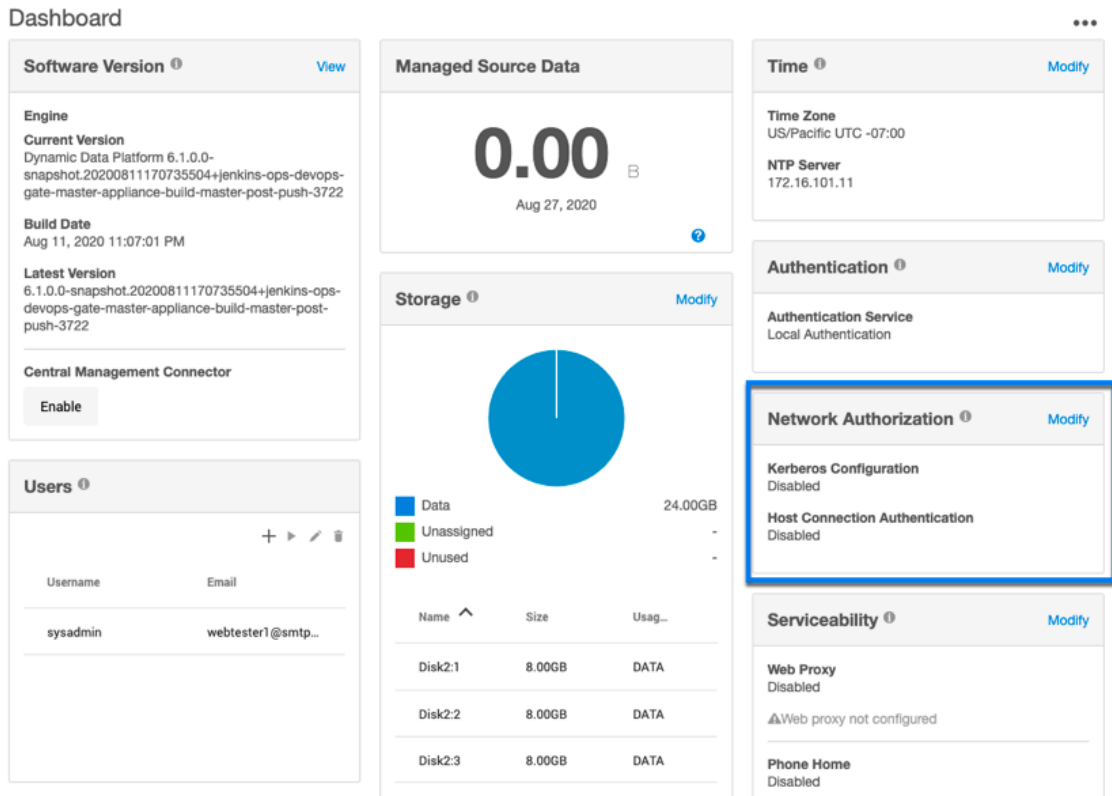 Dashboard
Software Version
View
Engine
Current Version
Dynamic Data Platform 6.1.0.0-
snapshot.20200811170735504+jenkins-ops-devops-
gate-master-appliance-build-master-post-push-3722
Build Date
Aug 11, 2020 11:07:01 PM
Latest Version
6.1.0.0-snapshot.20200811170735504+jenkins-ops-
devops-gate-master-appliance-build-master-post-
push-3722
Central Management Connector
Enable
Users
Username Email
sysadmin webtester1@smtp...
Managed Source Data
0.00 B
Aug 27, 2020
?
Storage
Modify
Data 24.00GB
Unassigned -
Unused -
Name Size Usag...
Disk2:1 8.00GB DATA
Disk2:2 8.00GB DATA
Disk2:3 8.00GB DATA
Time
Modify
Time Zone
US/Pacific UTC -07:00
NTP Server
172.16.101.11
Authentication
Modify
Authentication Service
Local Authentication
Network Authorization
Modify
Kerberos Configuration
Disabled
Host Connection Authentication
Disabled
Serviceability
Modify
Web Proxy
Disabled
Web proxy not configured
Phone Home
Disabled